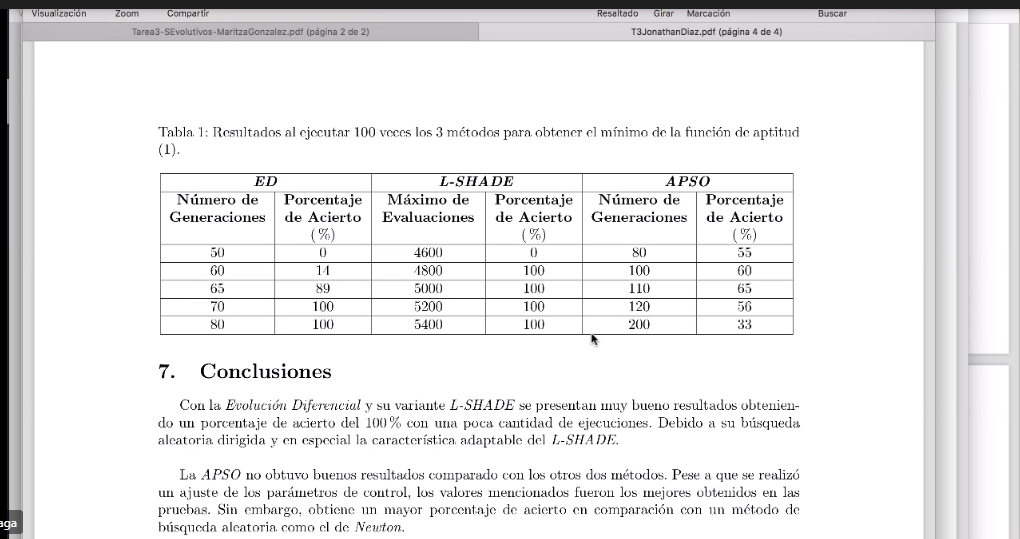 Visualización Zoom Compartir Resaltado Girar Marcación Buscar
Tarea3-SEvolutivos-MaritzaGonzalez.pdf (página 2 de 2) T3JonathanDiaz.pdf (página 4 de 4)
Tabla 1: Resultados al ejecutar 100 veces los 3 métodos para obtener el mínimo de la función de aptitud
(1).
ED L-SHADE APSO
Número de Porcentaje Máximo de Porcentaje Número de Porcentaje
Generaciones de Acierto Evaluaciones de Acierto Generaciones de Acierto
(%) (%) (%)
50 0 4600 0 80 55
60 14 4800 100 100 60
65 89 5000 100 110 65
70 100 5200 100 120 56
80 100 5400 100 200 33
7. Conclusiones
Con la Evolución Diferencial y su variante L-SHADE se presentan muy bueno resultados obtenien-
do un porcentaje de acierto del 100% con una poca cantidad de ejecuciones. Debido a su búsqueda
aleatoria dirigida y en especial la característica adaptable del L-SHADE.
La APSO no obtuvo buenos resultados comparado con los otros dos métodos. Pese a que se realizó
un ajuste de los parámetros de control, los valores mencionados fueron los mejores obtenidos en las
pruebas. Sin embargo, obtiene un mayor porcentaje de acierto en comparación con un método de
búsqueda aleatoria como el de Newton.
aga